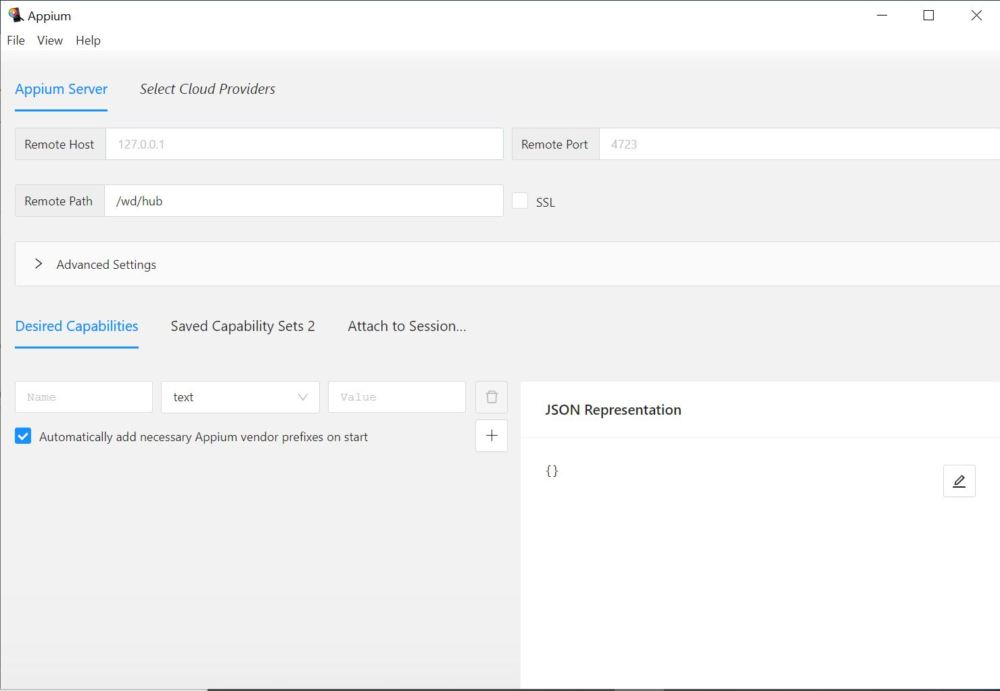 Appium
File View Help
Appium Server Select Cloud Providers
Remote Host 127.0.0.1 Remote Port 4723
Remote Path /wd/hub SSL
Advanced Settings
Desired Capabilities Saved Capability Sets 2 Attach to Session...
Name text Value
JSON Representation
Automatically add necessary Appium vendor prefixes on start
{}